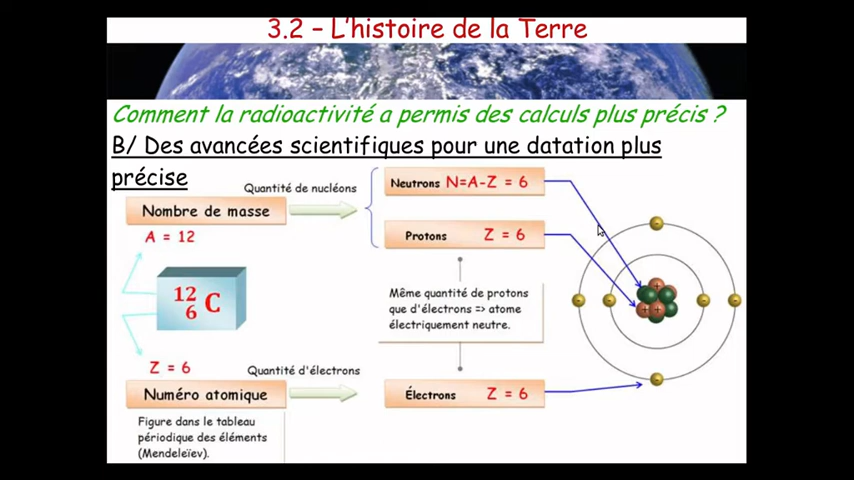 3.2 – L'histoire de la Terre
Comment la radioactivité a permis des calculs plus précis ?
B/ Des avancées scientifiques pour une datation plus
précise
Quantité de nucléons
Neutrons N=A-Z = 6
Nombre de masse
A = 12
Protons Z = 6
12
6 C
Même quantité de protons
que d'électrons => atome
électriquement neutre.
Z = 6
Quantité d'électrons
Numéro atomique
Électrons Z = 6
Figure dans le tableau
périodique des éléments
(Mendeleïev).